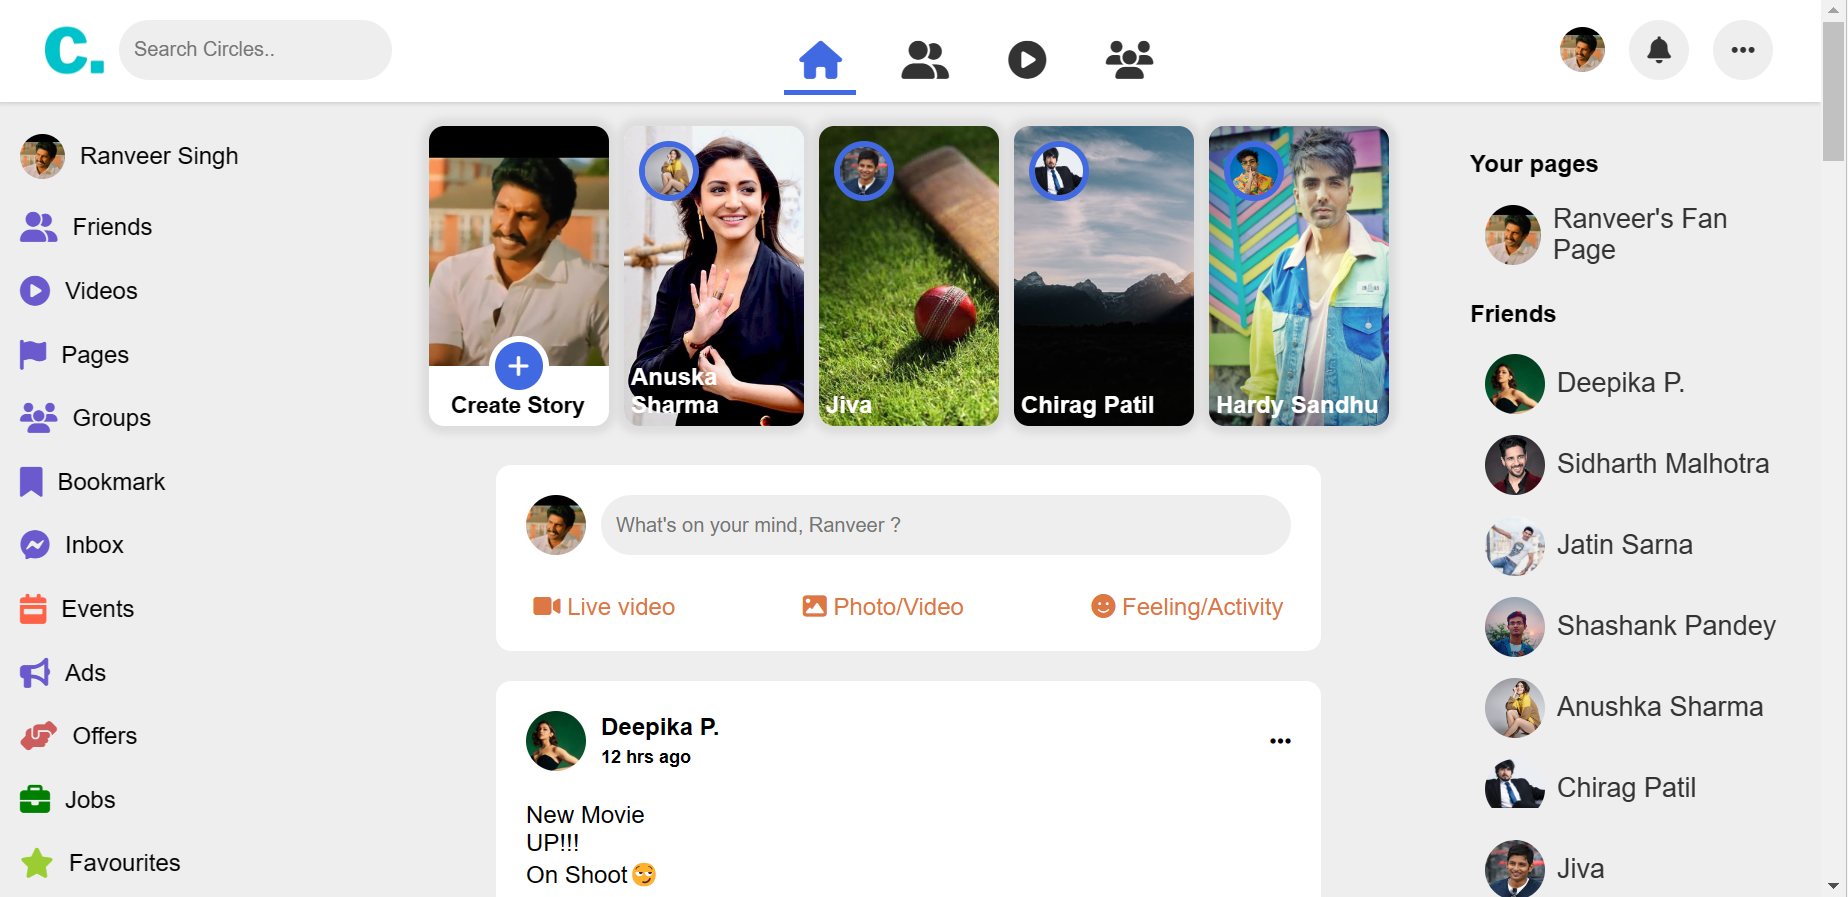 C.
Search Circles..
Ranveer Singh
Friends
Videos
Pages
Groups
Bookmark
Inbox
Events
Ads
Offers
Jobs
Favourites
Create Story
Anuska
Sharma
Jiva
Chirag Patil
Hardy Sandhu
What's on your mind, Ranveer ?
Live video
Photo/Video
Feeling/Activity
Deepika P.
12 hrs ago
New Movie
UP!!!
On Shoot😏
Your pages
Ranveer's Fan
Page
Friends
Deepika P.
Sidharth Malhotra
Jatin Sarna
Shashank Pandey
Anushka Sharma
Chirag Patil
Jiva